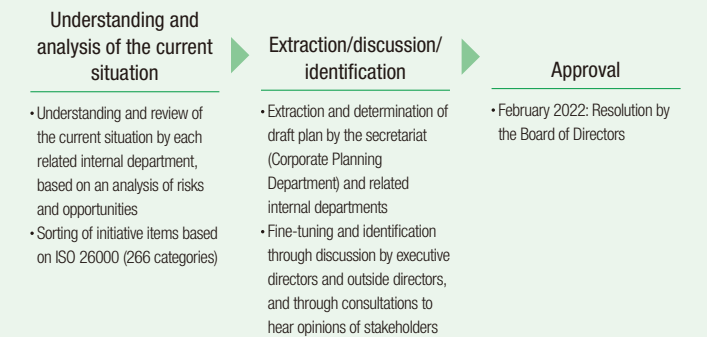 Understanding and
analysis of the current
situation
• Understanding and review of
the current situation by each
related internal department,
based on an analysis of risks
and opportunities
• Sorting of initiative items based
on ISO 26000 (266 categories)
Extraction/discussion/
identification
• Extraction and determination of
draft plan by the secretariat
(Corporate Planning
Department) and related
internal departments
• Fine-tuning and identification
through discussion by executive
directors and outside directors,
and through consultations to
hear opinions of stakeholders
Approval
• February 2022: Resolution by
the Board of Directors